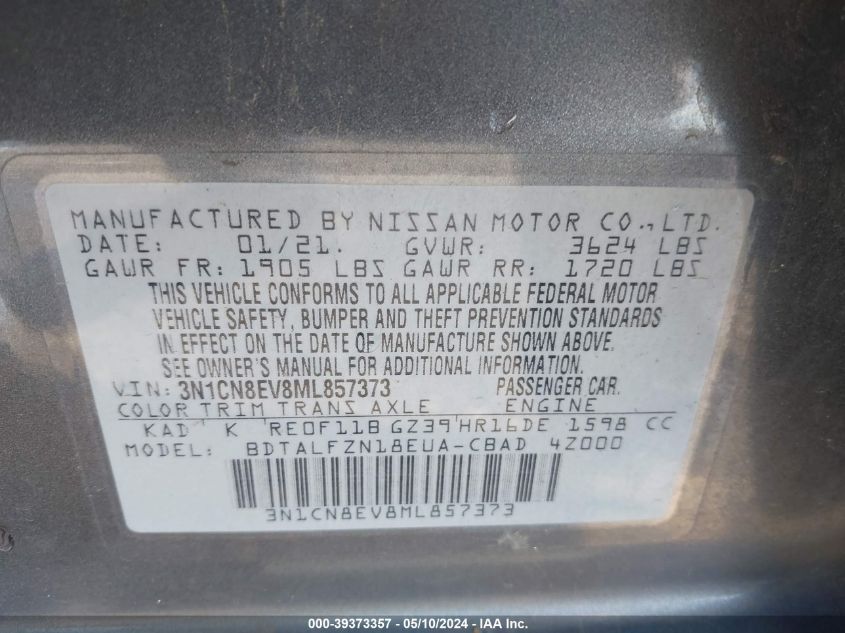 MANUFACTURED BY NISSAN MOTOR CO., LTD.
DATE: 01/21. GVWR: 3624 LBS
GAWR FR: 1905 LBS GAWR RR: 1720 LBS
THIS VEHICLE CONFORMS TO ALL APPLICABLE FEDERAL MOTOR
VEHICLE SAFETY, BUMPER AND THEFT PREVENTION STANDARDS
IN EFFECT ON THE DATE OF MANUFACTURE SHOWN ABOVE.
SEE OWNER'S MANUAL FOR ADDITIONAL INFORMATION.
VIN: 3N1CN8EV8ML857373 PASSENGER CAR.
COLOR TRIM TRANS AXLE ENGINE
KAD K RE0F11B GZ39 HR16DE 1598 CC
MODEL: BDTALFZN18EUA-CBAD 4Z000
3N1CN8EV8ML857373
000-39373357 - 05/10/2024 - IAA Inc.